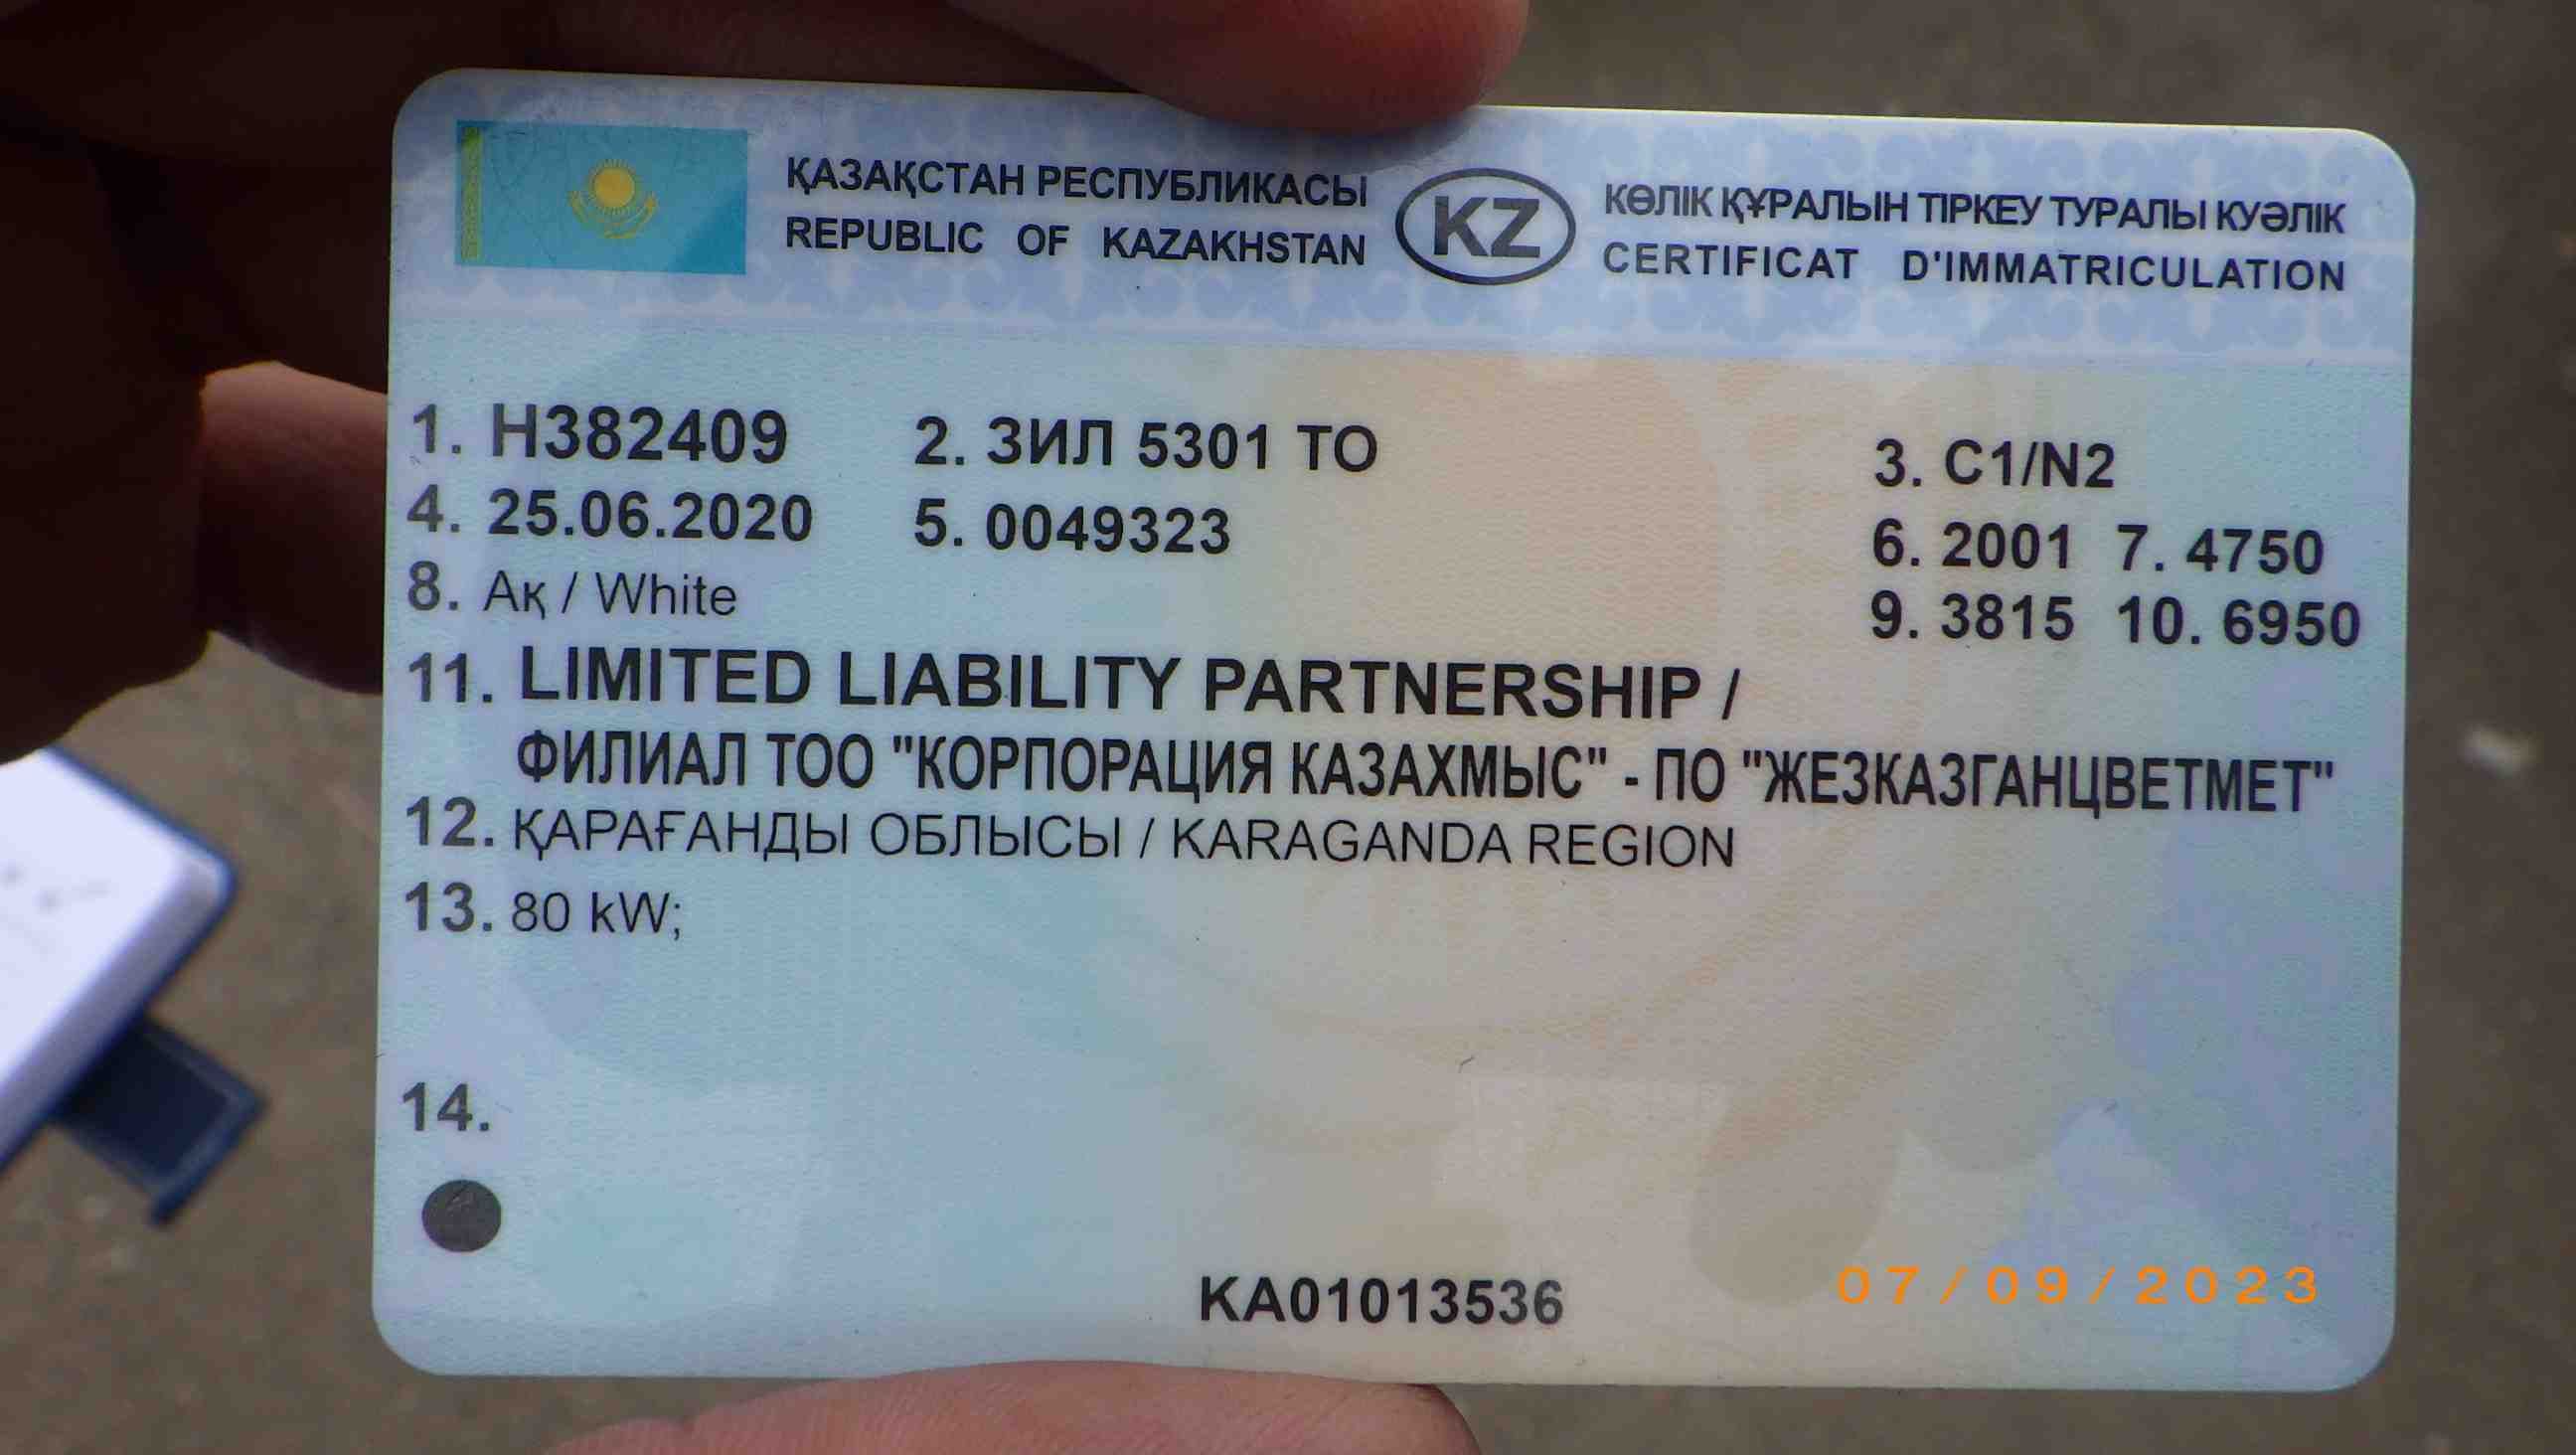 ҚАЗАҚСТАН РЕСПУБЛИКАСЫ
REPUBLIC OF KAZAKHSTAN
KZ
КӨЛІК ҚҰРАЛЫН ТІРКЕУ ТУРАЛЫ КУӘЛІК
CERTIFICAT D'IMMATRICULATION
1. H382409 2. ЗИЛ 5301 ТО 3. C1/N2
4. 25.06.2020 5. 0049323 6. 2001 7. 4750
8. Ақ / White 9. 3815 10. 6950
11. LIMITED LIABILITY PARTNERSHIP /
ФИЛИАЛ ТОО "КОРПОРАЦИЯ КАЗАХМЫС" - ПО "ЖЕЗКАЗГАНЦВЕТМЕТ"
12. ҚАРАҒАНДЫ ОБЛЫСЫ / KARAGANDA REGION
13. 80 kW;
14.
KA01013536
07/09/2023